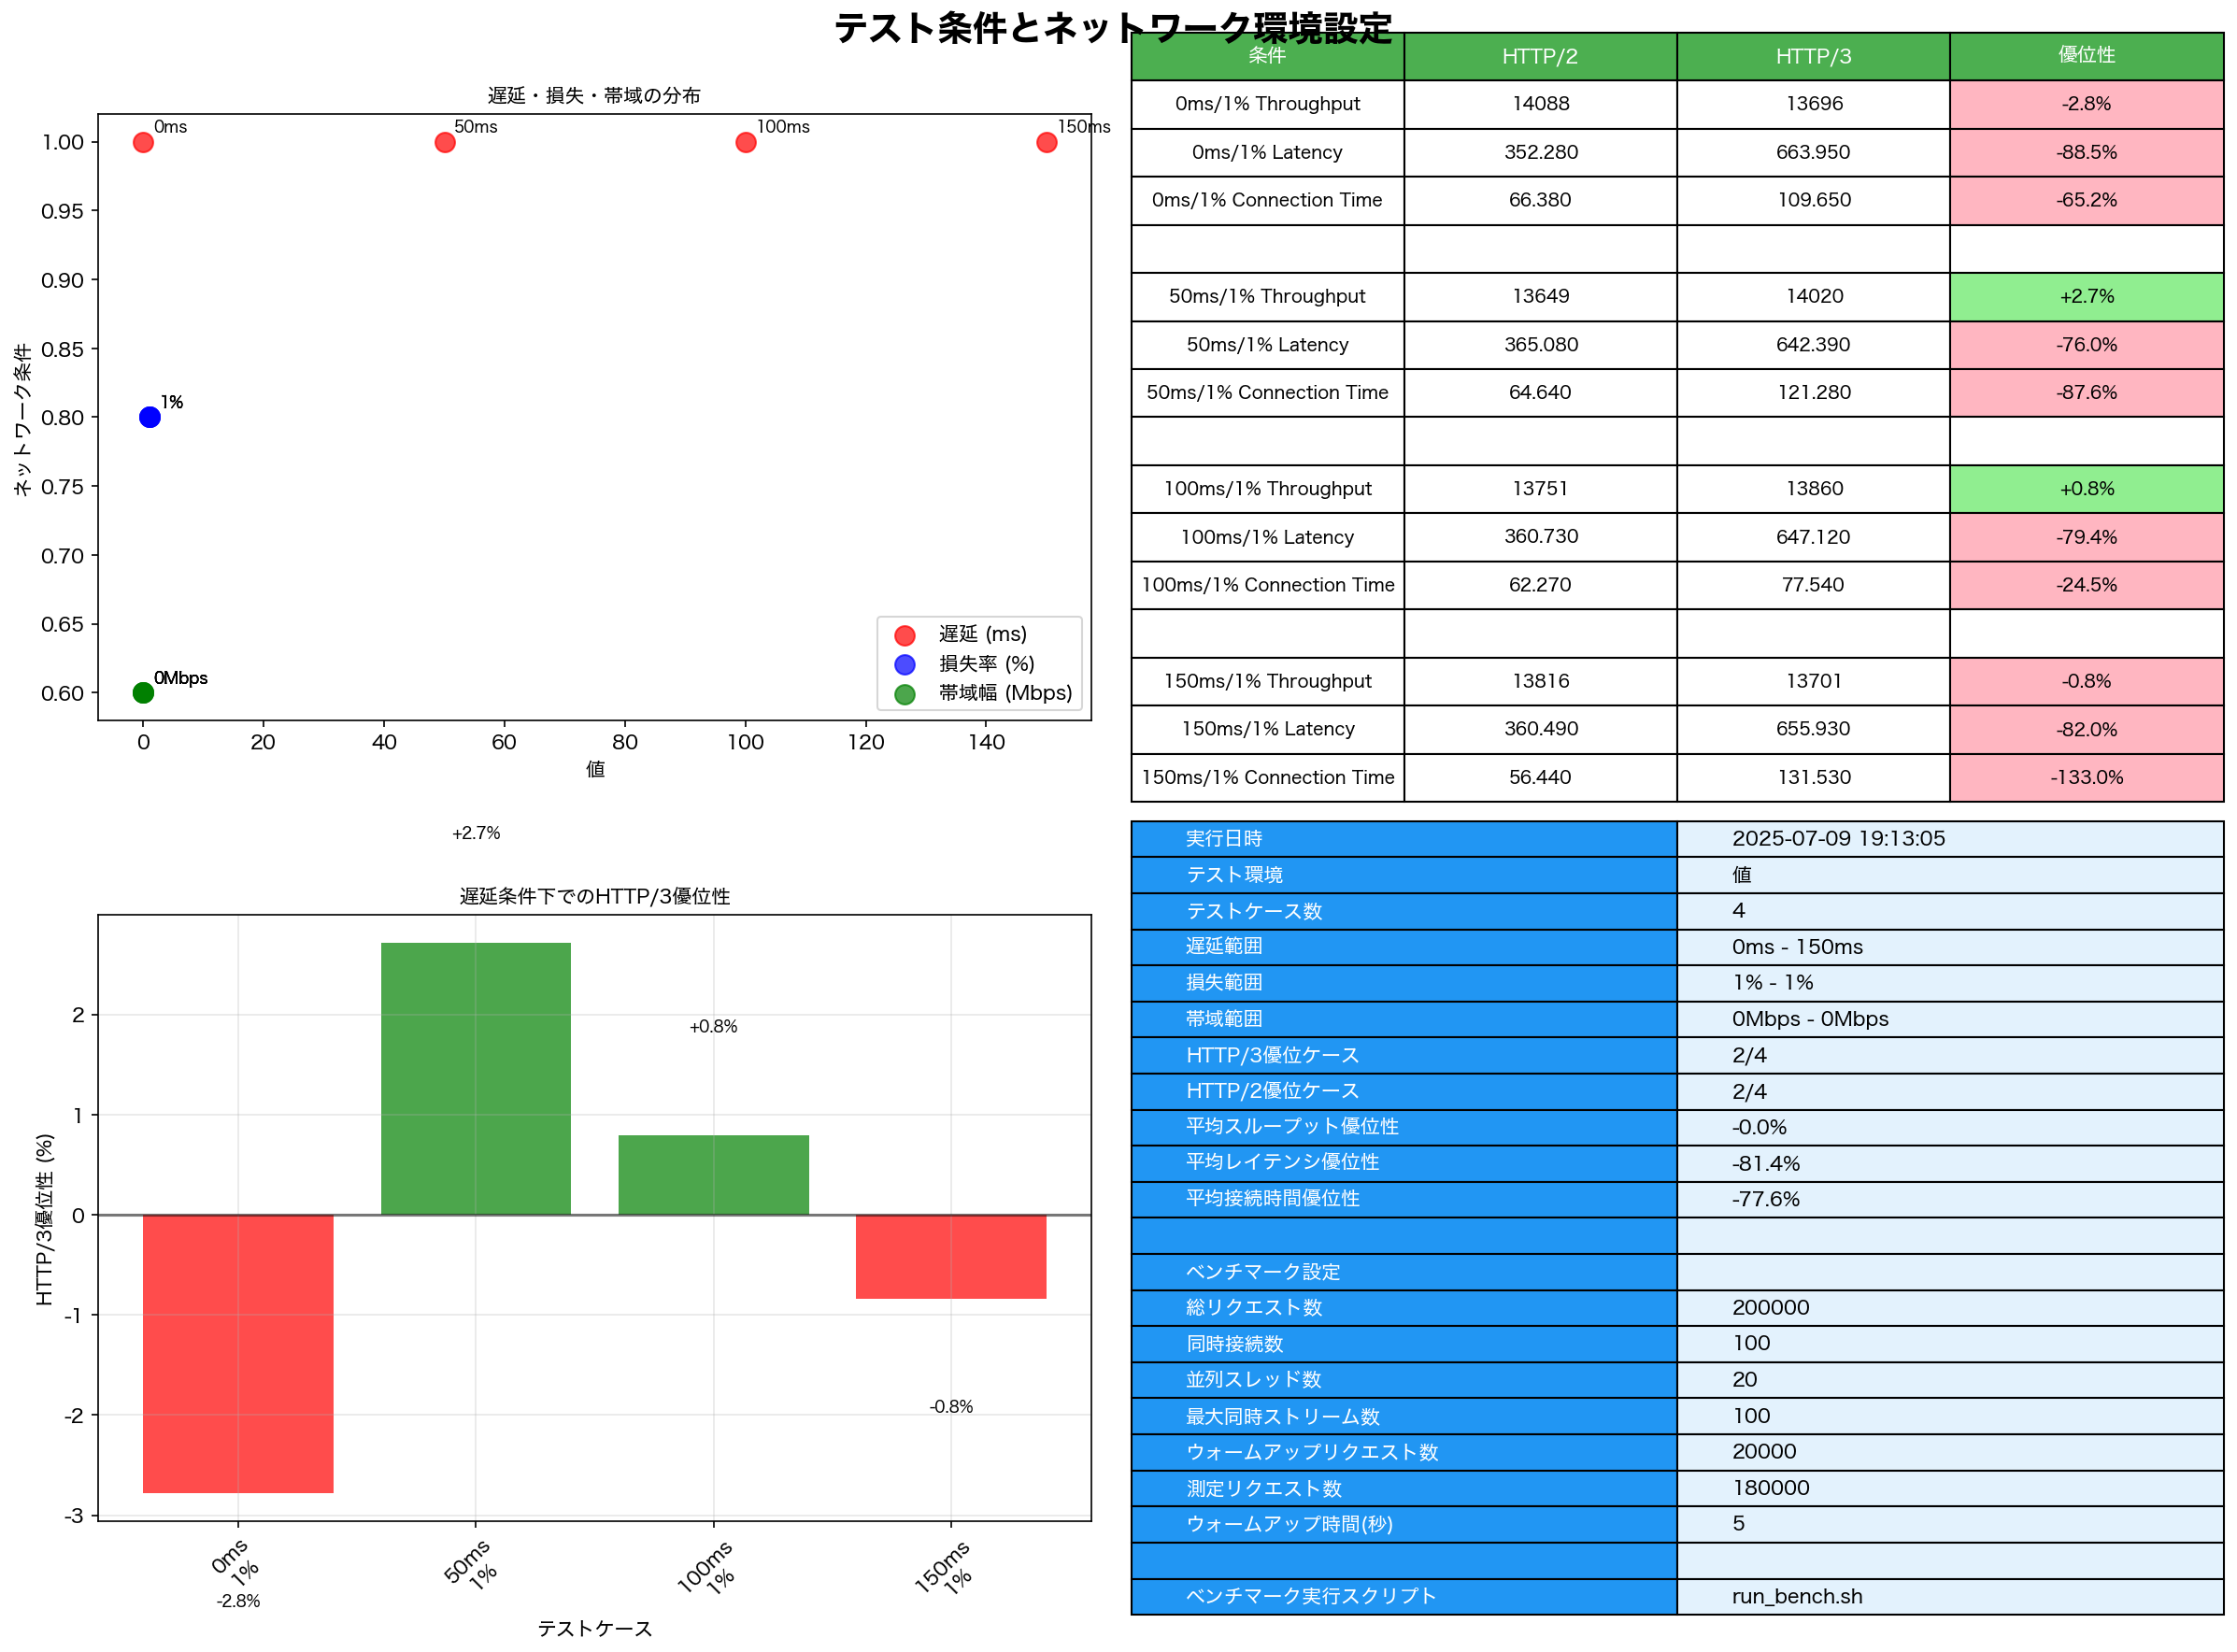 テスト条件とネットワーク環境設定
遅延・損失・帯域の分布
0ms 50ms 100ms 150ms
1.00
0.95
0.90
0.85
1%
0.80
0.75
0.70
0.65
0Mbps
0.60
ネットワーク条件
遅延 (ms)
損失率 (%)
帯域幅 (Mbps)
0 20 40 60 80 100 120 140
値
条件 HTTP/2 HTTP/3 優位性
0ms/1% Throughput 14088 13696 -2.8%
0ms/1% Latency 352.280 663.950 -88.5%
0ms/1% Connection Time 66.380 109.650 -65.2%
50ms/1% Throughput 13649 14020 +2.7%
50ms/1% Latency 365.080 642.390 -76.0%
50ms/1% Connection Time 64.640 121.280 -87.6%
100ms/1% Throughput 13751 13860 +0.8%
100ms/1% Latency 360.730 647.120 -79.4%
100ms/1% Connection Time 62.270 77.540 -24.5%
150ms/1% Throughput 13816 13701 -0.8%
150ms/1% Latency 360.490 655.930 -82.0%
150ms/1% Connection Time 56.440 131.530 -133.0%
+2.7%
遅延条件下でのHTTP/3優位性
2
+0.8%
1
0
-1
-0.8%
-2
-3
HTTP/3優位性 (%)
0ms 50ms 100ms 150ms
1% 1% 1% 1%
-2.8%
テストケース
実行日時 2025-07-09 19:13:05
テスト環境 値
テストケース数 4
遅延範囲 0ms - 150ms
損失範囲 1% - 1%
帯域範囲 0Mbps - 0Mbps
HTTP/3優位ケース 2/4
HTTP/2優位ケース 2/4
平均スループット優位性 -0.0%
平均レイテンシ優位性 -81.4%
平均接続時間優位性 -77.6%
ベンチマーク設定
総リクエスト数 200000
同時接続数 100
並列スレッド数 20
最大同時ストリーム数 100
ウォームアップリクエスト数 20000
測定リクエスト数 180000
ウォームアップ時間(秒) 5
ベンチマーク実行スクリプト run_bench.sh